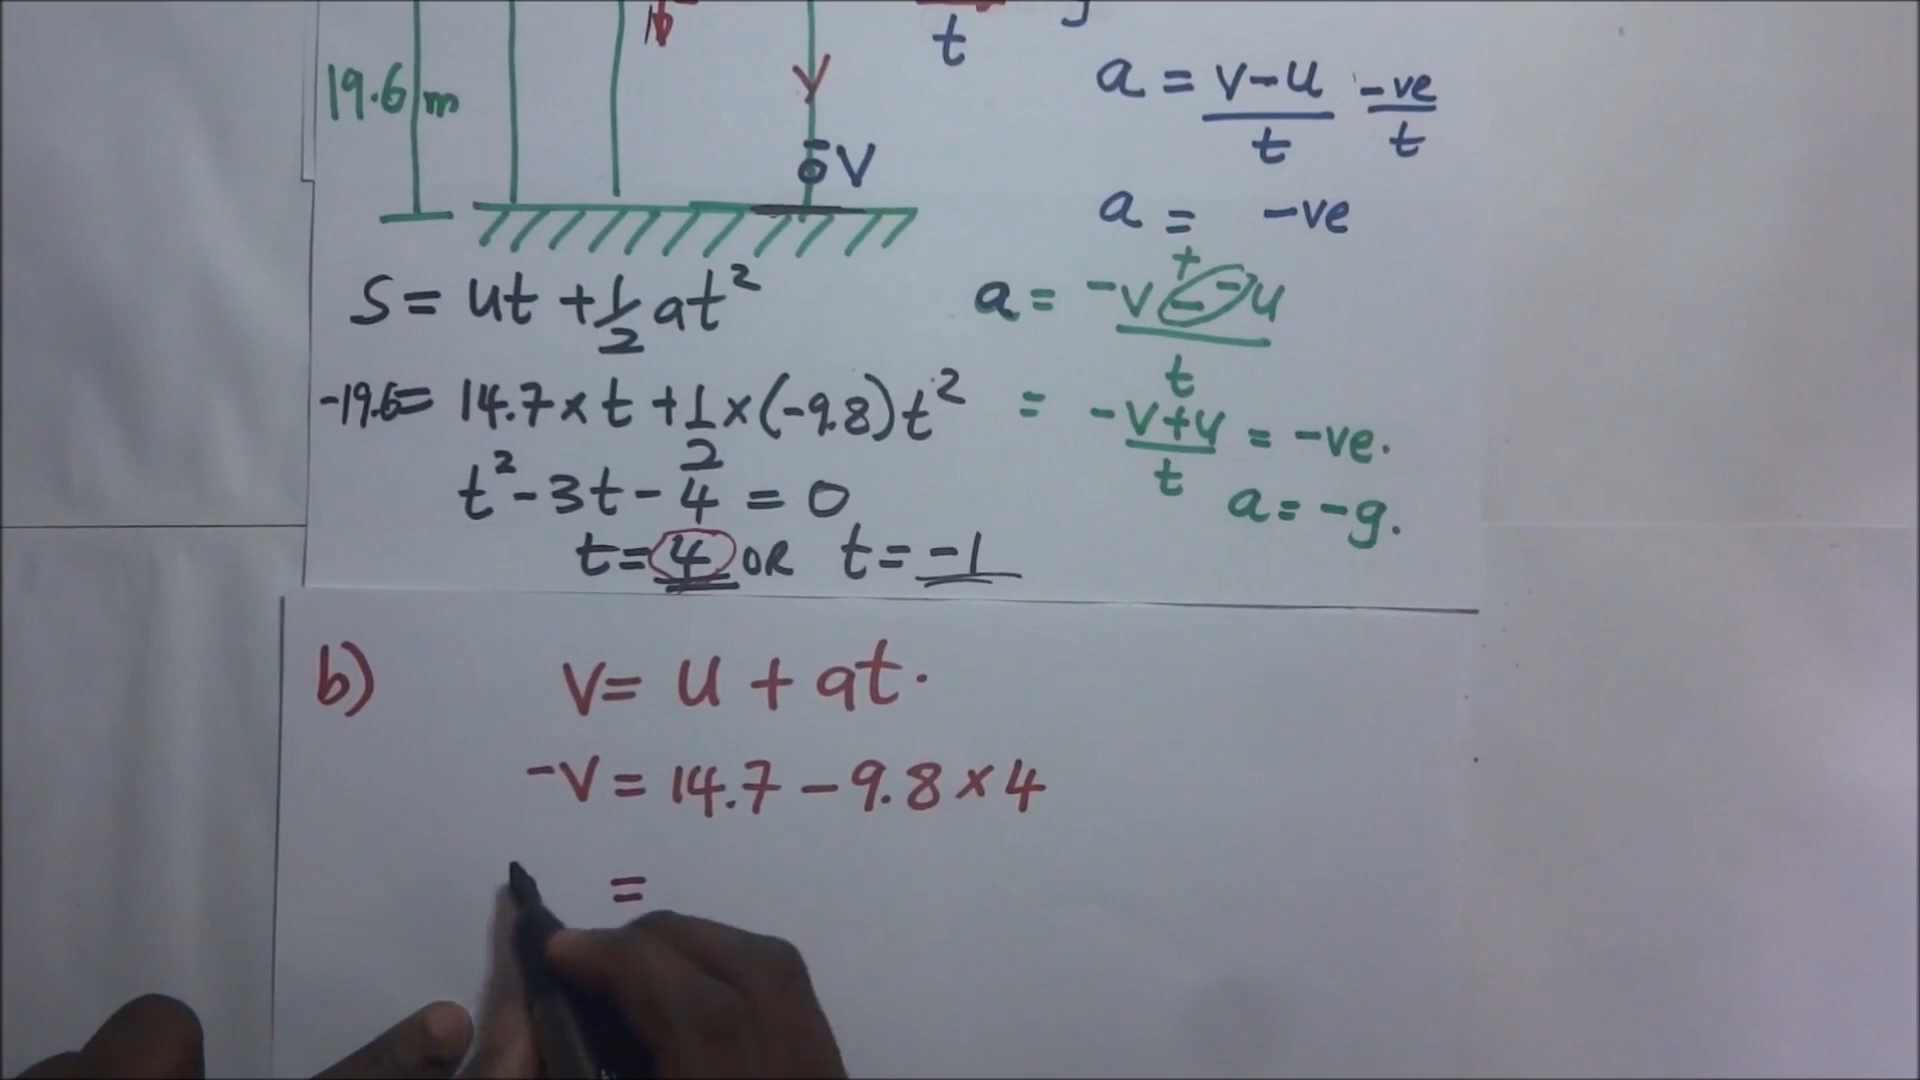 t
19.6 m
a = v-u/t -ve/t
V
a = -ve
S = ut + 1/2 at²
a = -v - -u/t
+
-19.6 = 14.7 × t + 1/2 × (-9.8)t²
= -v+u/t = -ve.
t² - 3t - 4 = 0
a = -g.
t = 4 OR t = -1
b) v = u + at.
-v = 14.7 - 9.8 × 4
=